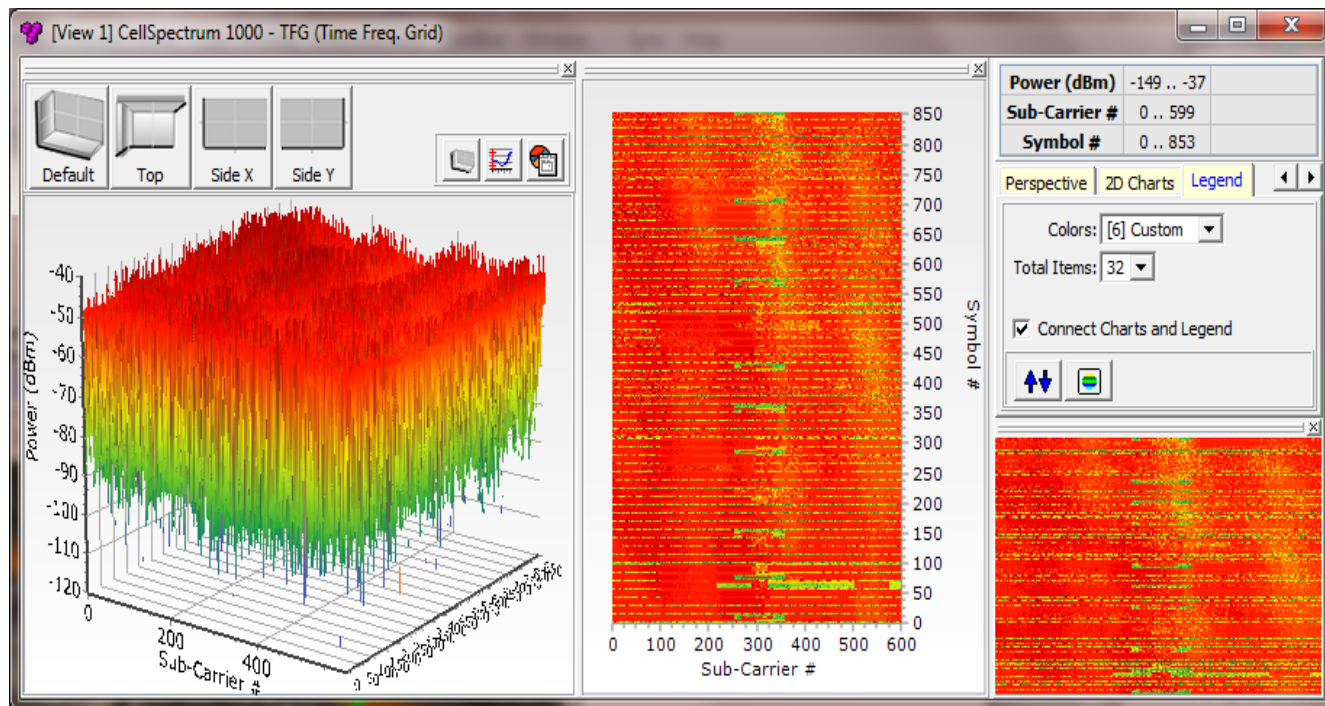 [View 1] CellSpectrum 1000 - TFG (Time Freq. Grid)
Default Top Side X Side Y
-40
-50
-60
-70
-80
-90
-100
-110
-120
Power (dBm)
0 200 400
Sub-Carrier #
850
800
750
700
650
600
550
500
450
400
350
300
250
200
150
100
50
0
Symbol #
0 100 200 300 400 500 600
Sub-Carrier #
Power (dBm) -149 .. -37
Sub-Carrier # 0 .. 599
Symbol # 0 .. 853
Perspective 2D Charts Legend
Colors: [6] Custom
Total Items: 32
Connect Charts and Legend